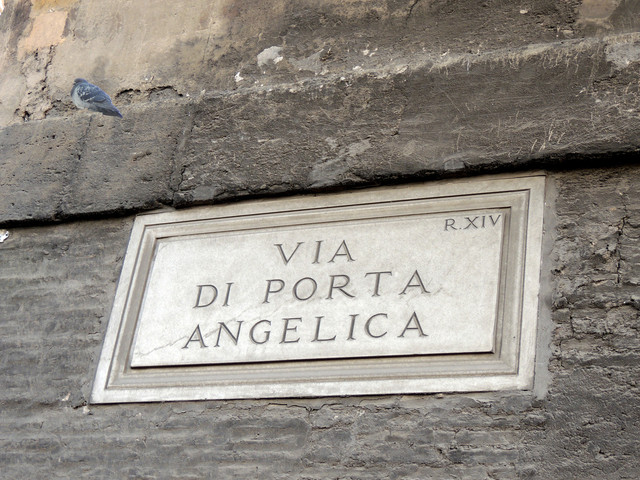 R.XIV
VIA
DI PORTA
ANGELICA